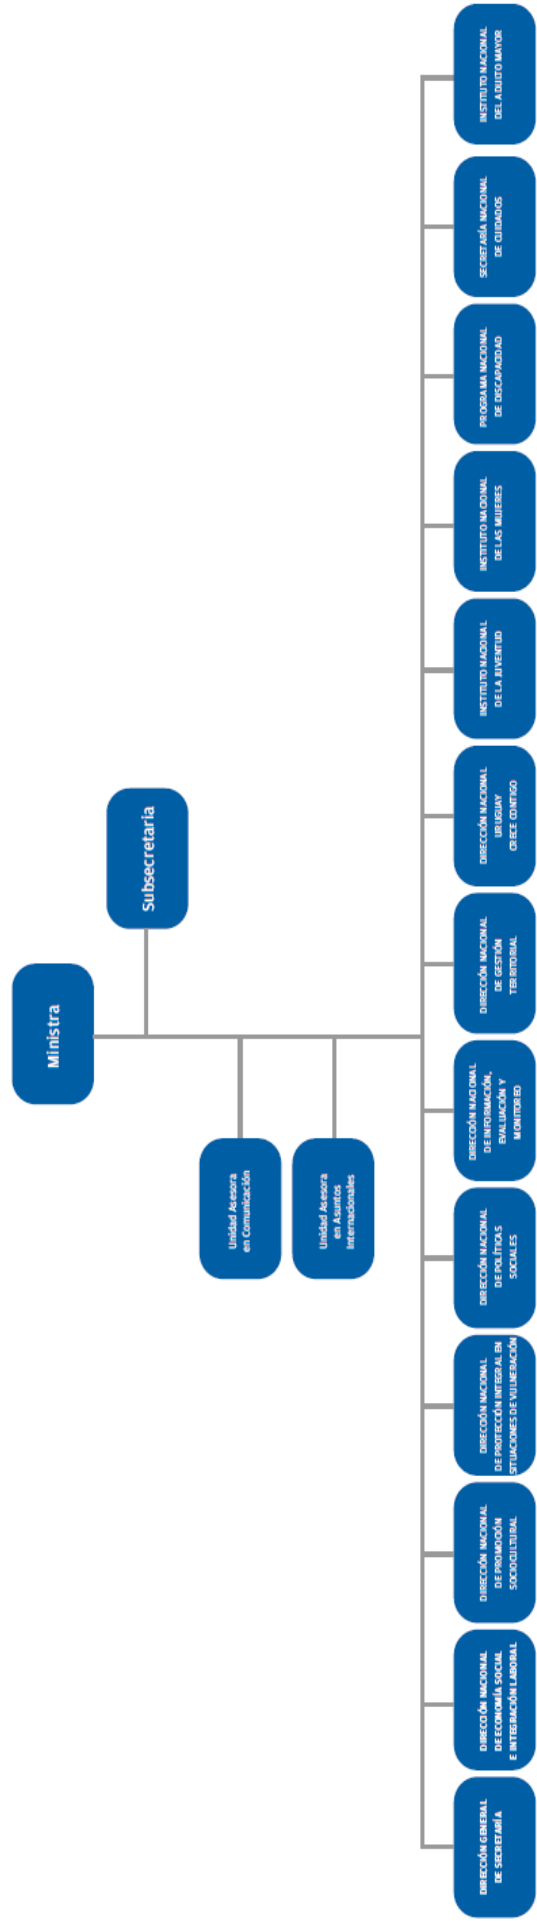 Ministra
Subsecretaria
Unidad Asesora
en Comunicación
Unidad Asesora
en Asuntos
Internacionales
DIRECCIÓN GENERAL
DE SECRETARÍA
DIRECCIÓN NACIONAL
DE ECONOMÍA SOCIAL
E INTEGRACIÓN LABORAL
DIRECCIÓN NACIONAL
DE PROMOCIÓN
SOCIOCULTURAL
DIRECCIÓN NACIONAL
DE PROTECCIÓN INTEGRAL EN
SITUACIONES DE VULNERACIÓN
DIRECCIÓN NACIONAL
DE POLÍTICAS
SOCIALES
DIRECCIÓN NACIONAL
DE INFORMACIÓN,
EVALUACIÓN Y
MONITOREO
DIRECCIÓN NACIONAL
DE GESTIÓN
TERRITORIAL
DIRECCIÓN NACIONAL
URUGUAY
CRECE CONTIGO
INSTITUTO NACIONAL
DE LA JUVENTUD
INSTITUTO NACIONAL
DE LAS MUJERES
PROGRAMA NACIONAL
DE DISCAPACIDAD
SECRETARÍA NACIONAL
DE CUIDADOS
INSTITUTO NACIONAL
DEL ADULTO MAYOR